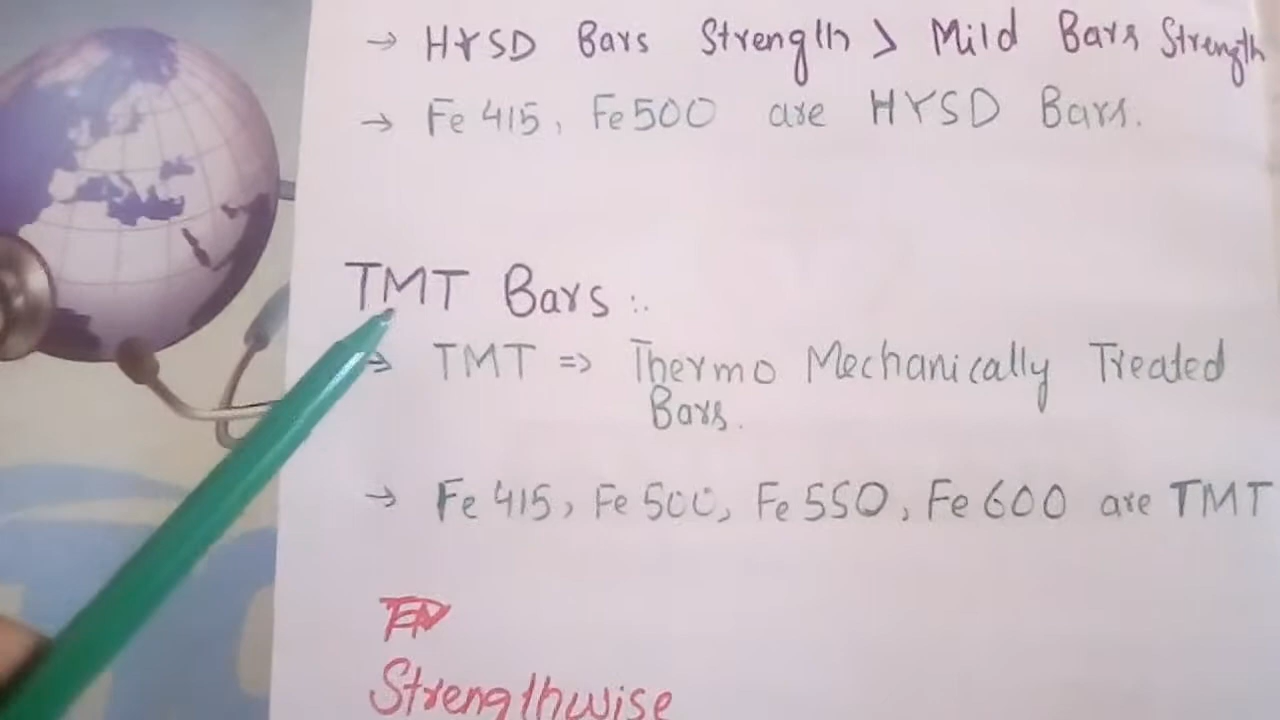 → HYSD Bars Strength > Mild Bars Strength
→ Fe 415, Fe 500 are HYSD Bars.
TMT Bars :.
→ TMT => Thermo Mechanically Treated
Bars.
→ Fe 415, Fe 500, Fe 550, Fe 600 are TMT
Strengthwise